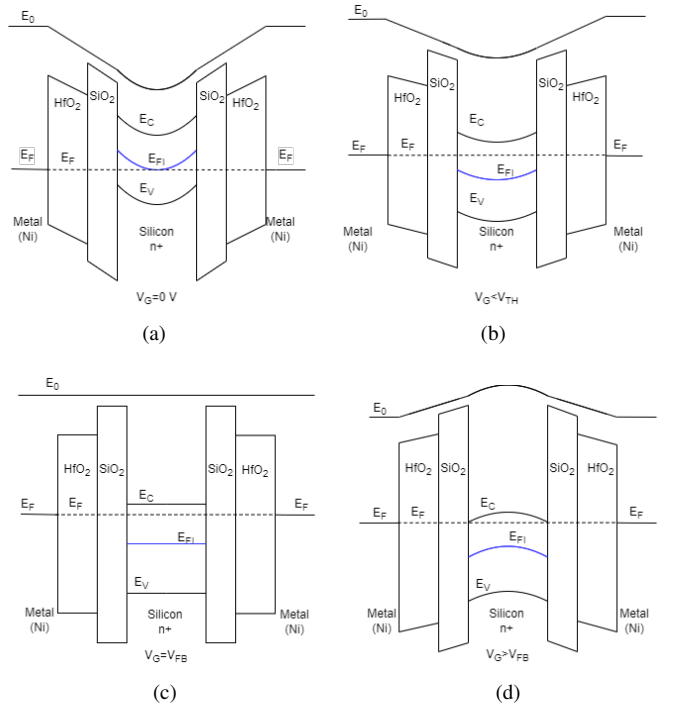 E0
HfO2
SiO2
SiO2
HfO2
EC
EF
EF
EFI
EF
EV
Metal
(Ni)
Silicon
n+
Metal
(Ni)
VG=0 V
(a)
E0
HfO2
SiO2
SiO2
HfO2
EC
EF
EF
EF
EFI
EV
Metal
(Ni)
Silicon
n+
Metal
(Ni)
VG<VTH
(b)
E0
HfO2
SiO2
SiO2
HfO2
EC
EF
EF
EF
EFI
EV
Metal
(Ni)
Silicon
n+
Metal
(Ni)
VG=VFB
(c)
E0
HfO2
SiO2
SiO2
HfO2
EC
EF
EF
EF
EFI
EV
Metal
(Ni)
Silicon
n+
Metal
(Ni)
VG>VFB
(d)